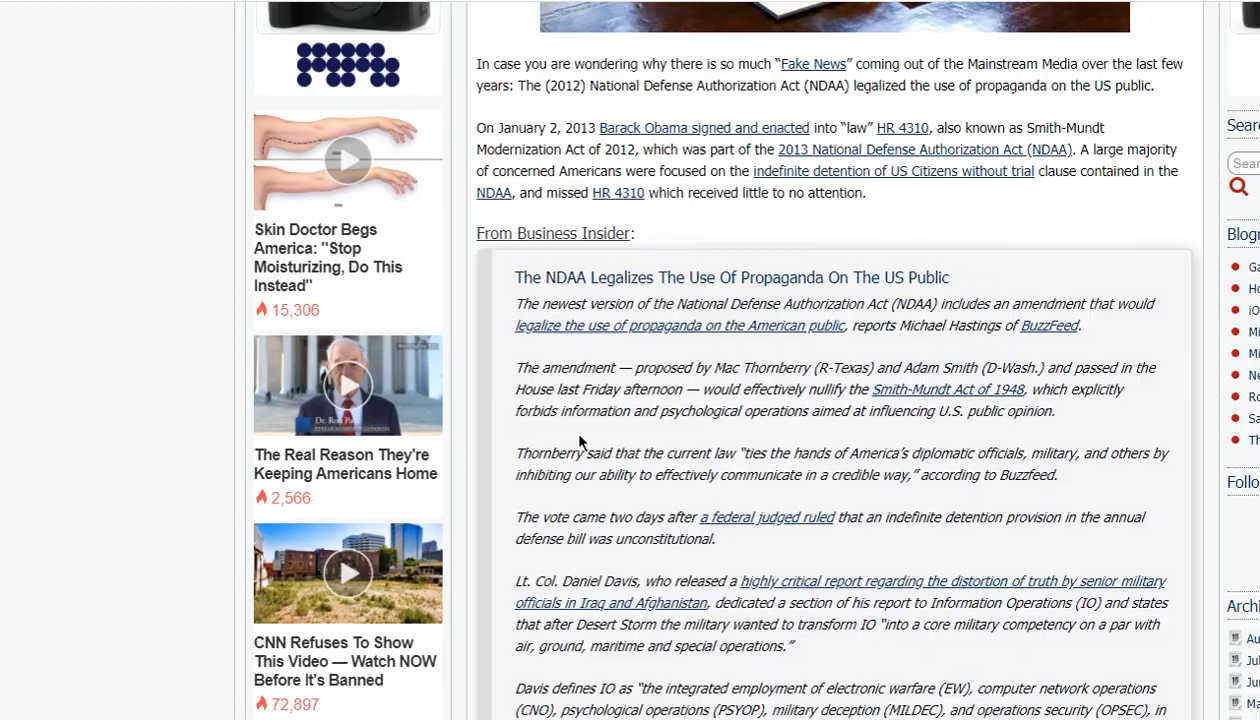 In case you are wondering why there is so much “Fake News” coming out of the Mainstream Media over the last few
years: The (2012) National Defense Authorization Act (NDAA) legalized the use of propaganda on the US public.
On January 2, 2013 Barack Obama signed and enacted into “law” HR 4310, also known as Smith-Mundt
Modernization Act of 2012, which was part of the 2013 National Defense Authorization Act (NDAA). A large majority
of concerned Americans were focused on the indefinite detention of US Citizens without trial clause contained in the
NDAA, and missed HR 4310 which received little to no attention.
From Business Insider:
The NDAA Legalizes The Use Of Propaganda On The US Public
The newest version of the National Defense Authorization Act (NDAA) includes an amendment that would
legalize the use of propaganda on the American public, reports Michael Hastings of BuzzFeed.
The amendment — proposed by Mac Thornberry (R-Texas) and Adam Smith (D-Wash.) and passed in the
House last Friday afternoon — would effectively nullify the Smith-Mundt Act of 1948, which explicitly
forbids information and psychological operations aimed at influencing U.S. public opinion.
Thornberry said that the current law “ties the hands of America’s diplomatic officials, military, and others by
inhibiting our ability to effectively communicate in a credible way,” according to Buzzfeed.
The vote came two days after a federal judged ruled that an indefinite detention provision in the annual
defense bill was unconstitutional.
Lt. Col. Daniel Davis, who released a highly critical report regarding the distortion of truth by senior military
officials in Iraq and Afghanistan, dedicated a section of his report to Information Operations (IO) and states
that after Desert Storm the military wanted to transform IO “into a core military competency on a par with
air, ground, maritime and special operations.”
Davis defines IO as “the integrated employment of electronic warfare (EW), computer network operations
(CNO), psychological operations (PSYOP), military deception (MILDEC), and operations security (OPSEC), in
Skin Doctor Begs
America: "Stop
Moisturizing, Do This
Instead"
15,306
Dr. Ron Paul
The Real Reason They're
Keeping Americans Home
2,566
CNN Refuses To Show
This Video — Watch NOW
Before It's Banned
72,897
Sear
Sear
Blogr
Ga
Ho
iO
Mi
Mi
Ne
Ro
Sa
Th
Follo
Archi
Au
Jul
Jun
Ma